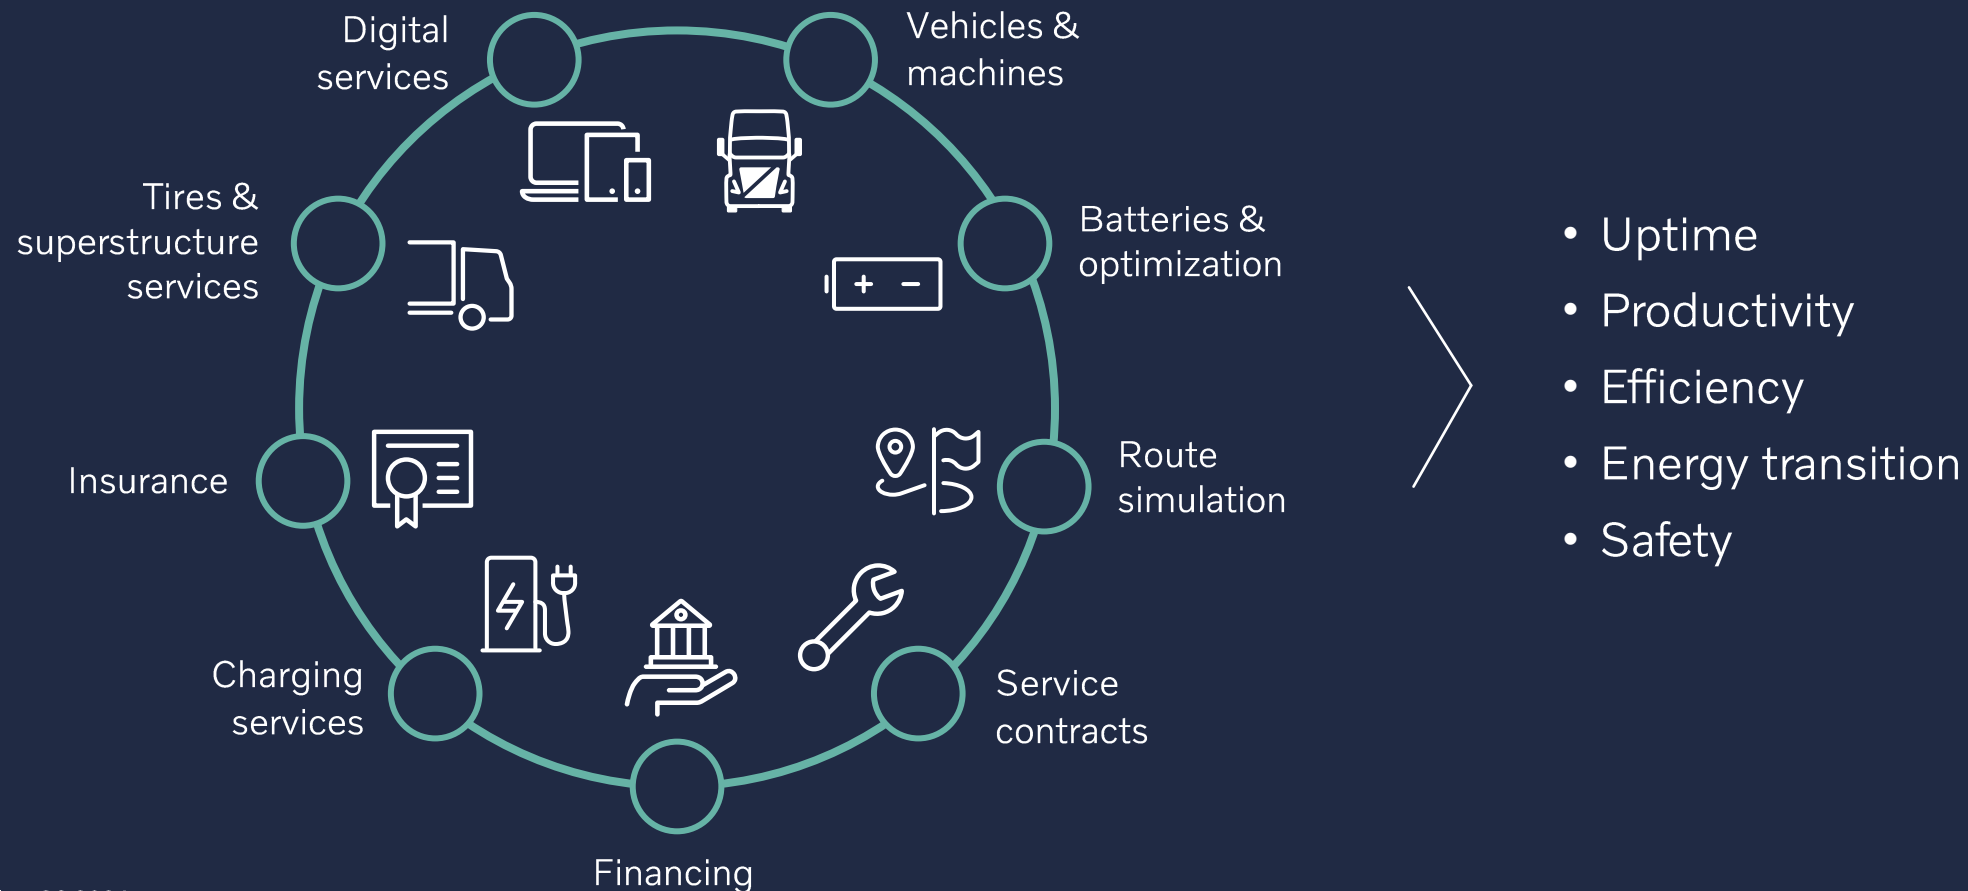 Digital
services
Vehicles &
machines
Tires &
superstructure
services
Batteries &
optimization
Insurance
Route
simulation
Charging
services
Service
contracts
Financing
• Uptime
• Productivity
• Efficiency
• Energy transition
• Safety